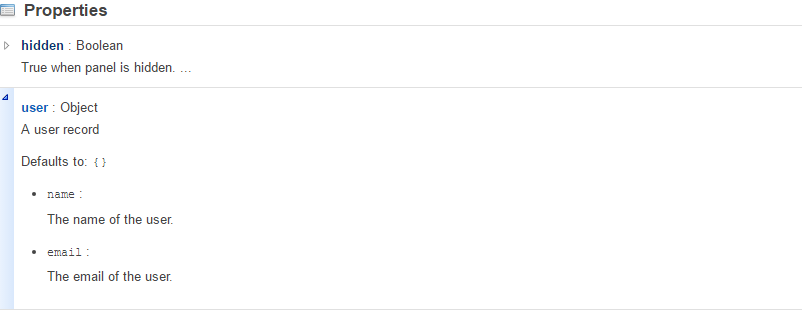 Properties
hidden : Boolean
True when panel is hidden. ...
user : Object
A user record
Defaults to: {}
name :
The name of the user.
email :
The email of the user.